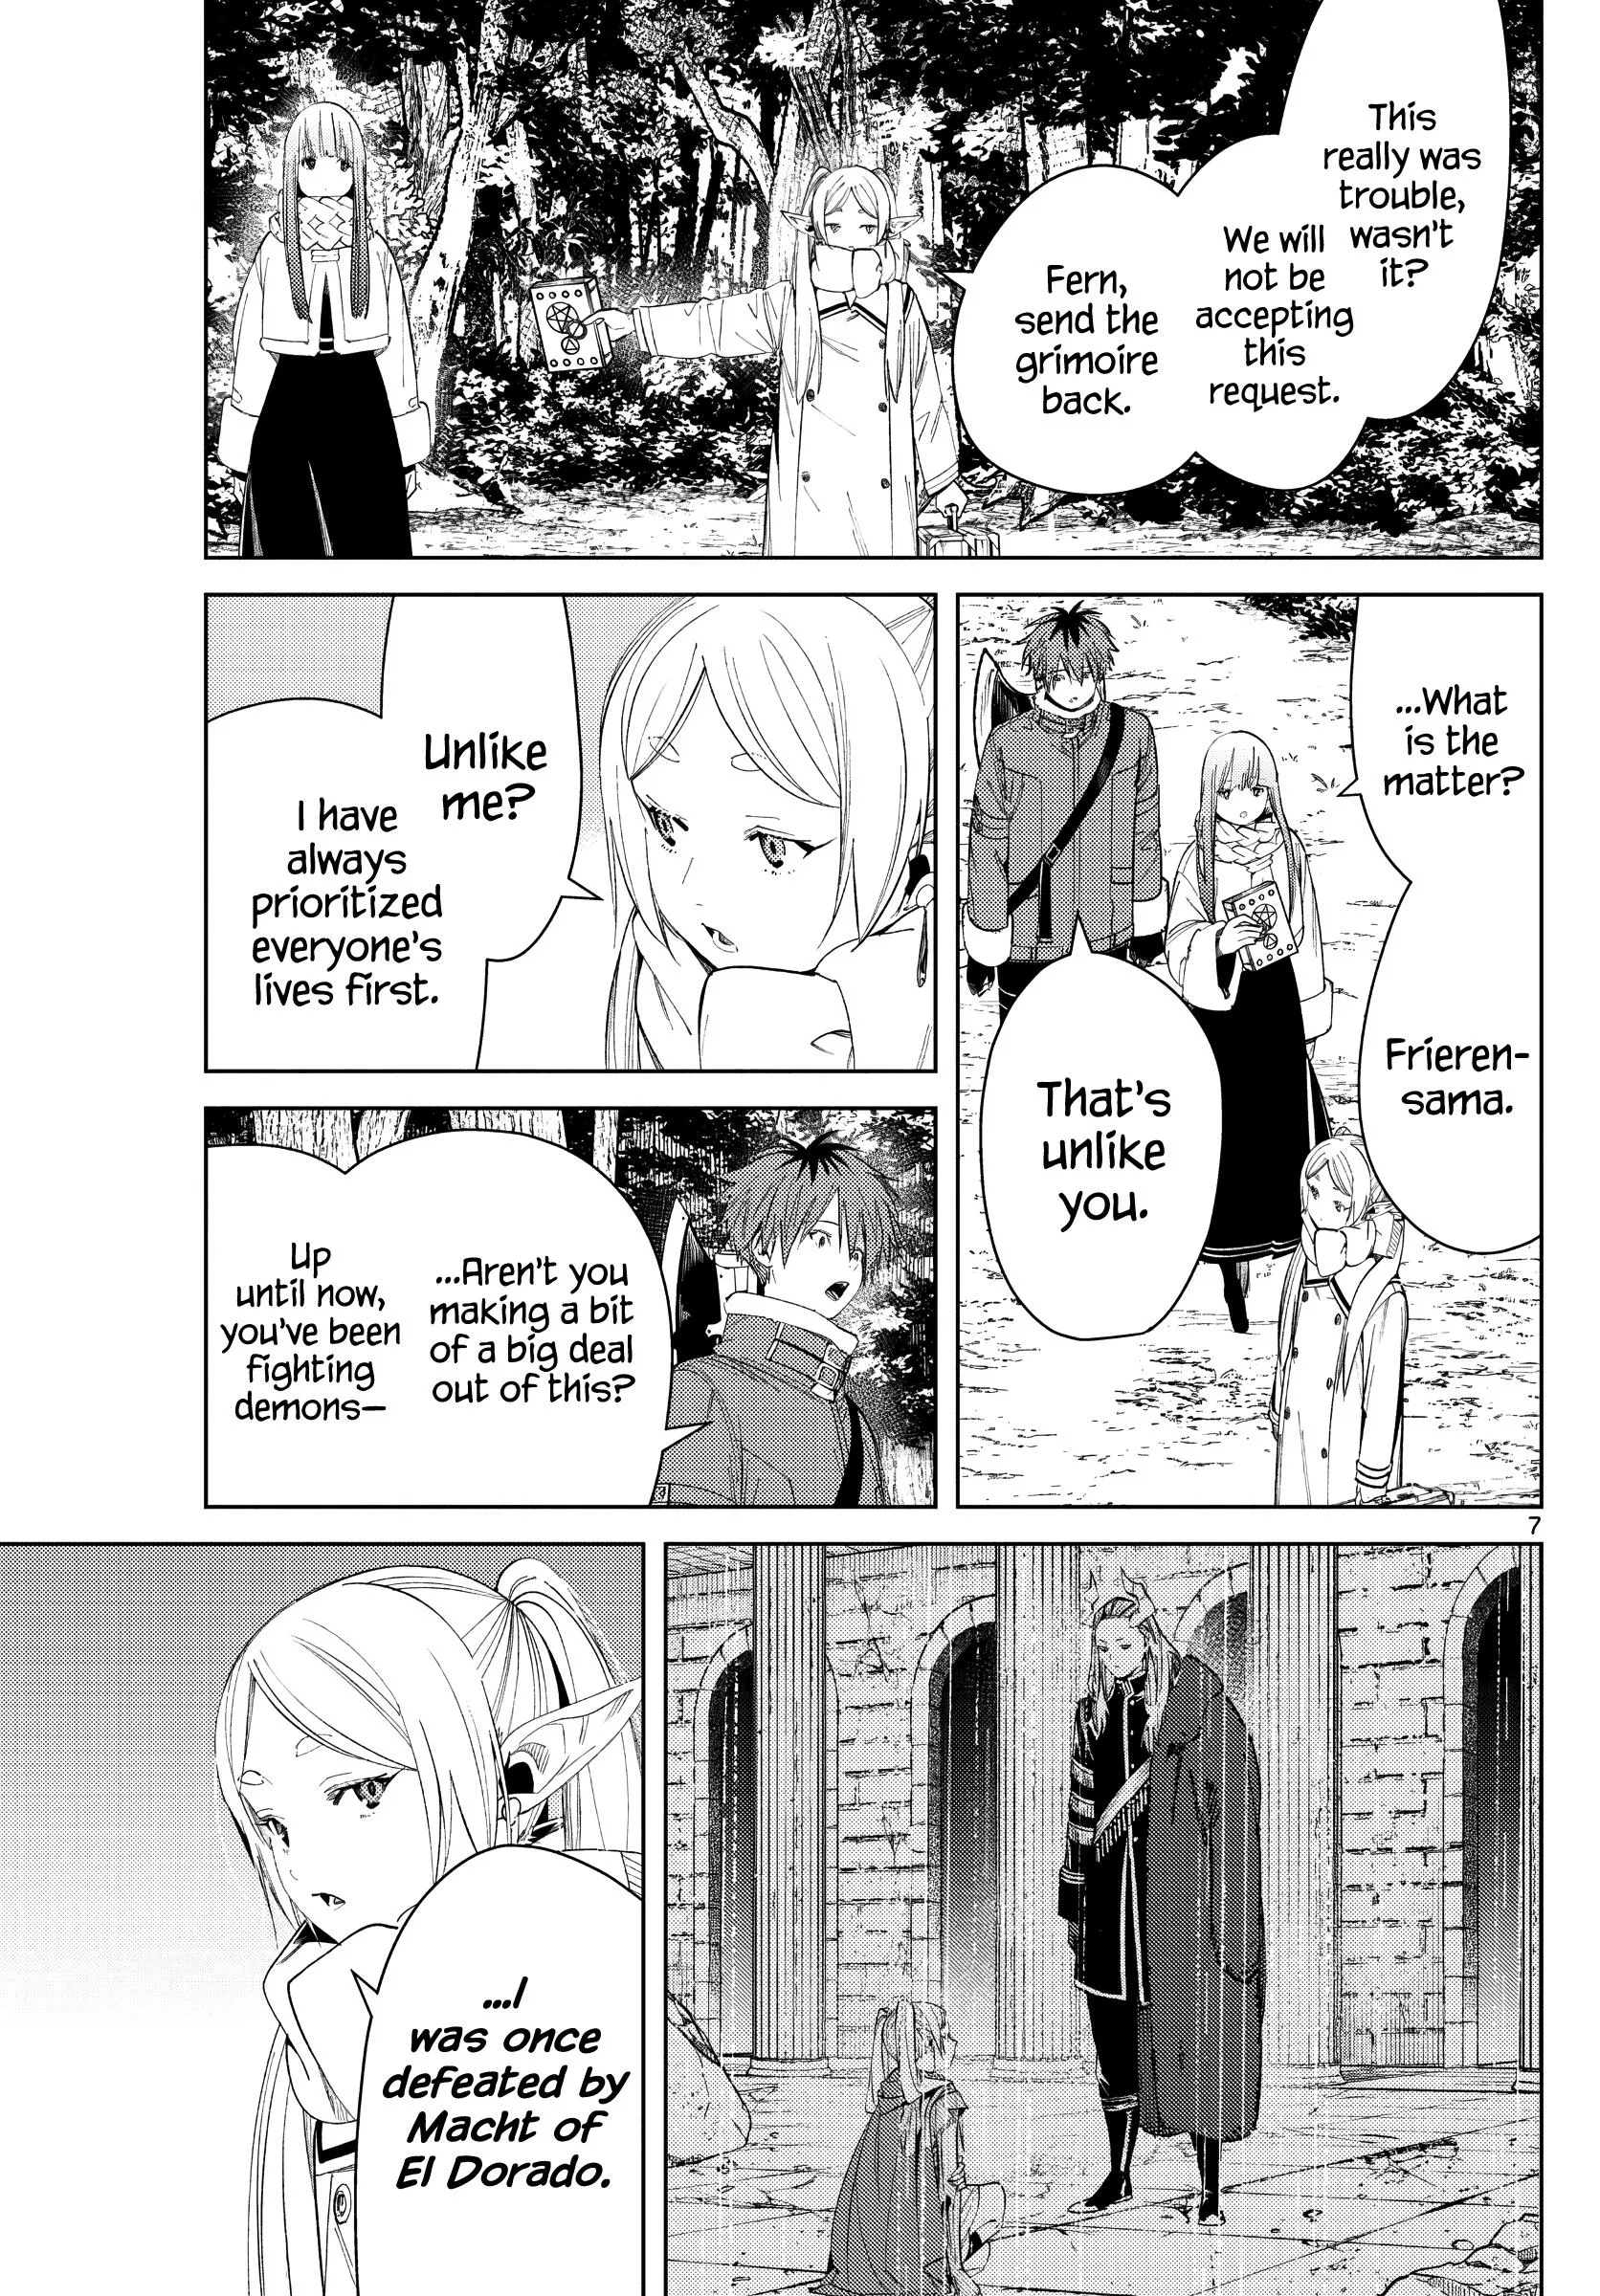 This
really was
trouble,
wasn't
it?
We will
not be
accepting
this
request.
Fern,
send the
grimoire
back.
...What
is the
matter?
Frieren-
sama.
That's
unlike
you.
Unlike
me?
I have
always
prioritized
everyone's
lives first.
...Aren't you
making a bit
of a big deal
out of this?
Up
until now,
you've been
fighting
demons—
7
....I
was once
defeated by
Macht of
El Dorado.